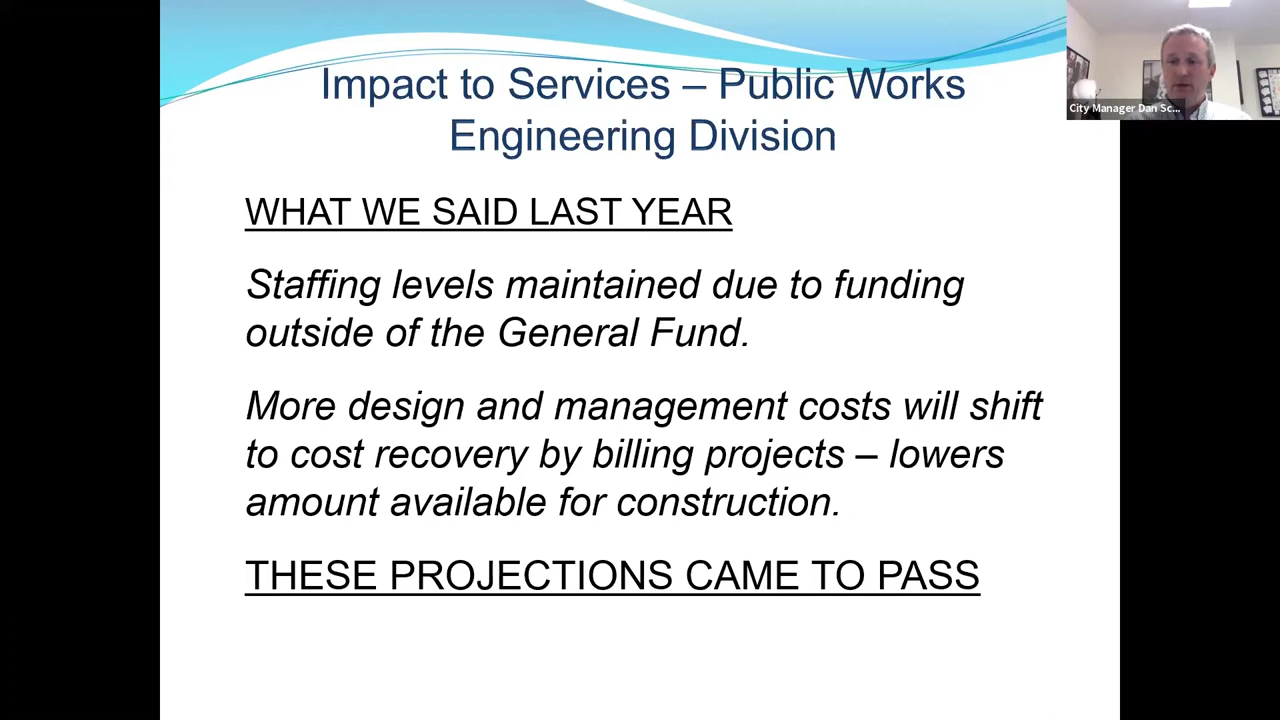 Impact to Services – Public Works
Engineering Division
City Manager Dan Sc...
WHAT WE SAID LAST YEAR
Staffing levels maintained due to funding
outside of the General Fund.
More design and management costs will shift
to cost recovery by billing projects – lowers
amount available for construction.
THESE PROJECTIONS CAME TO PASS